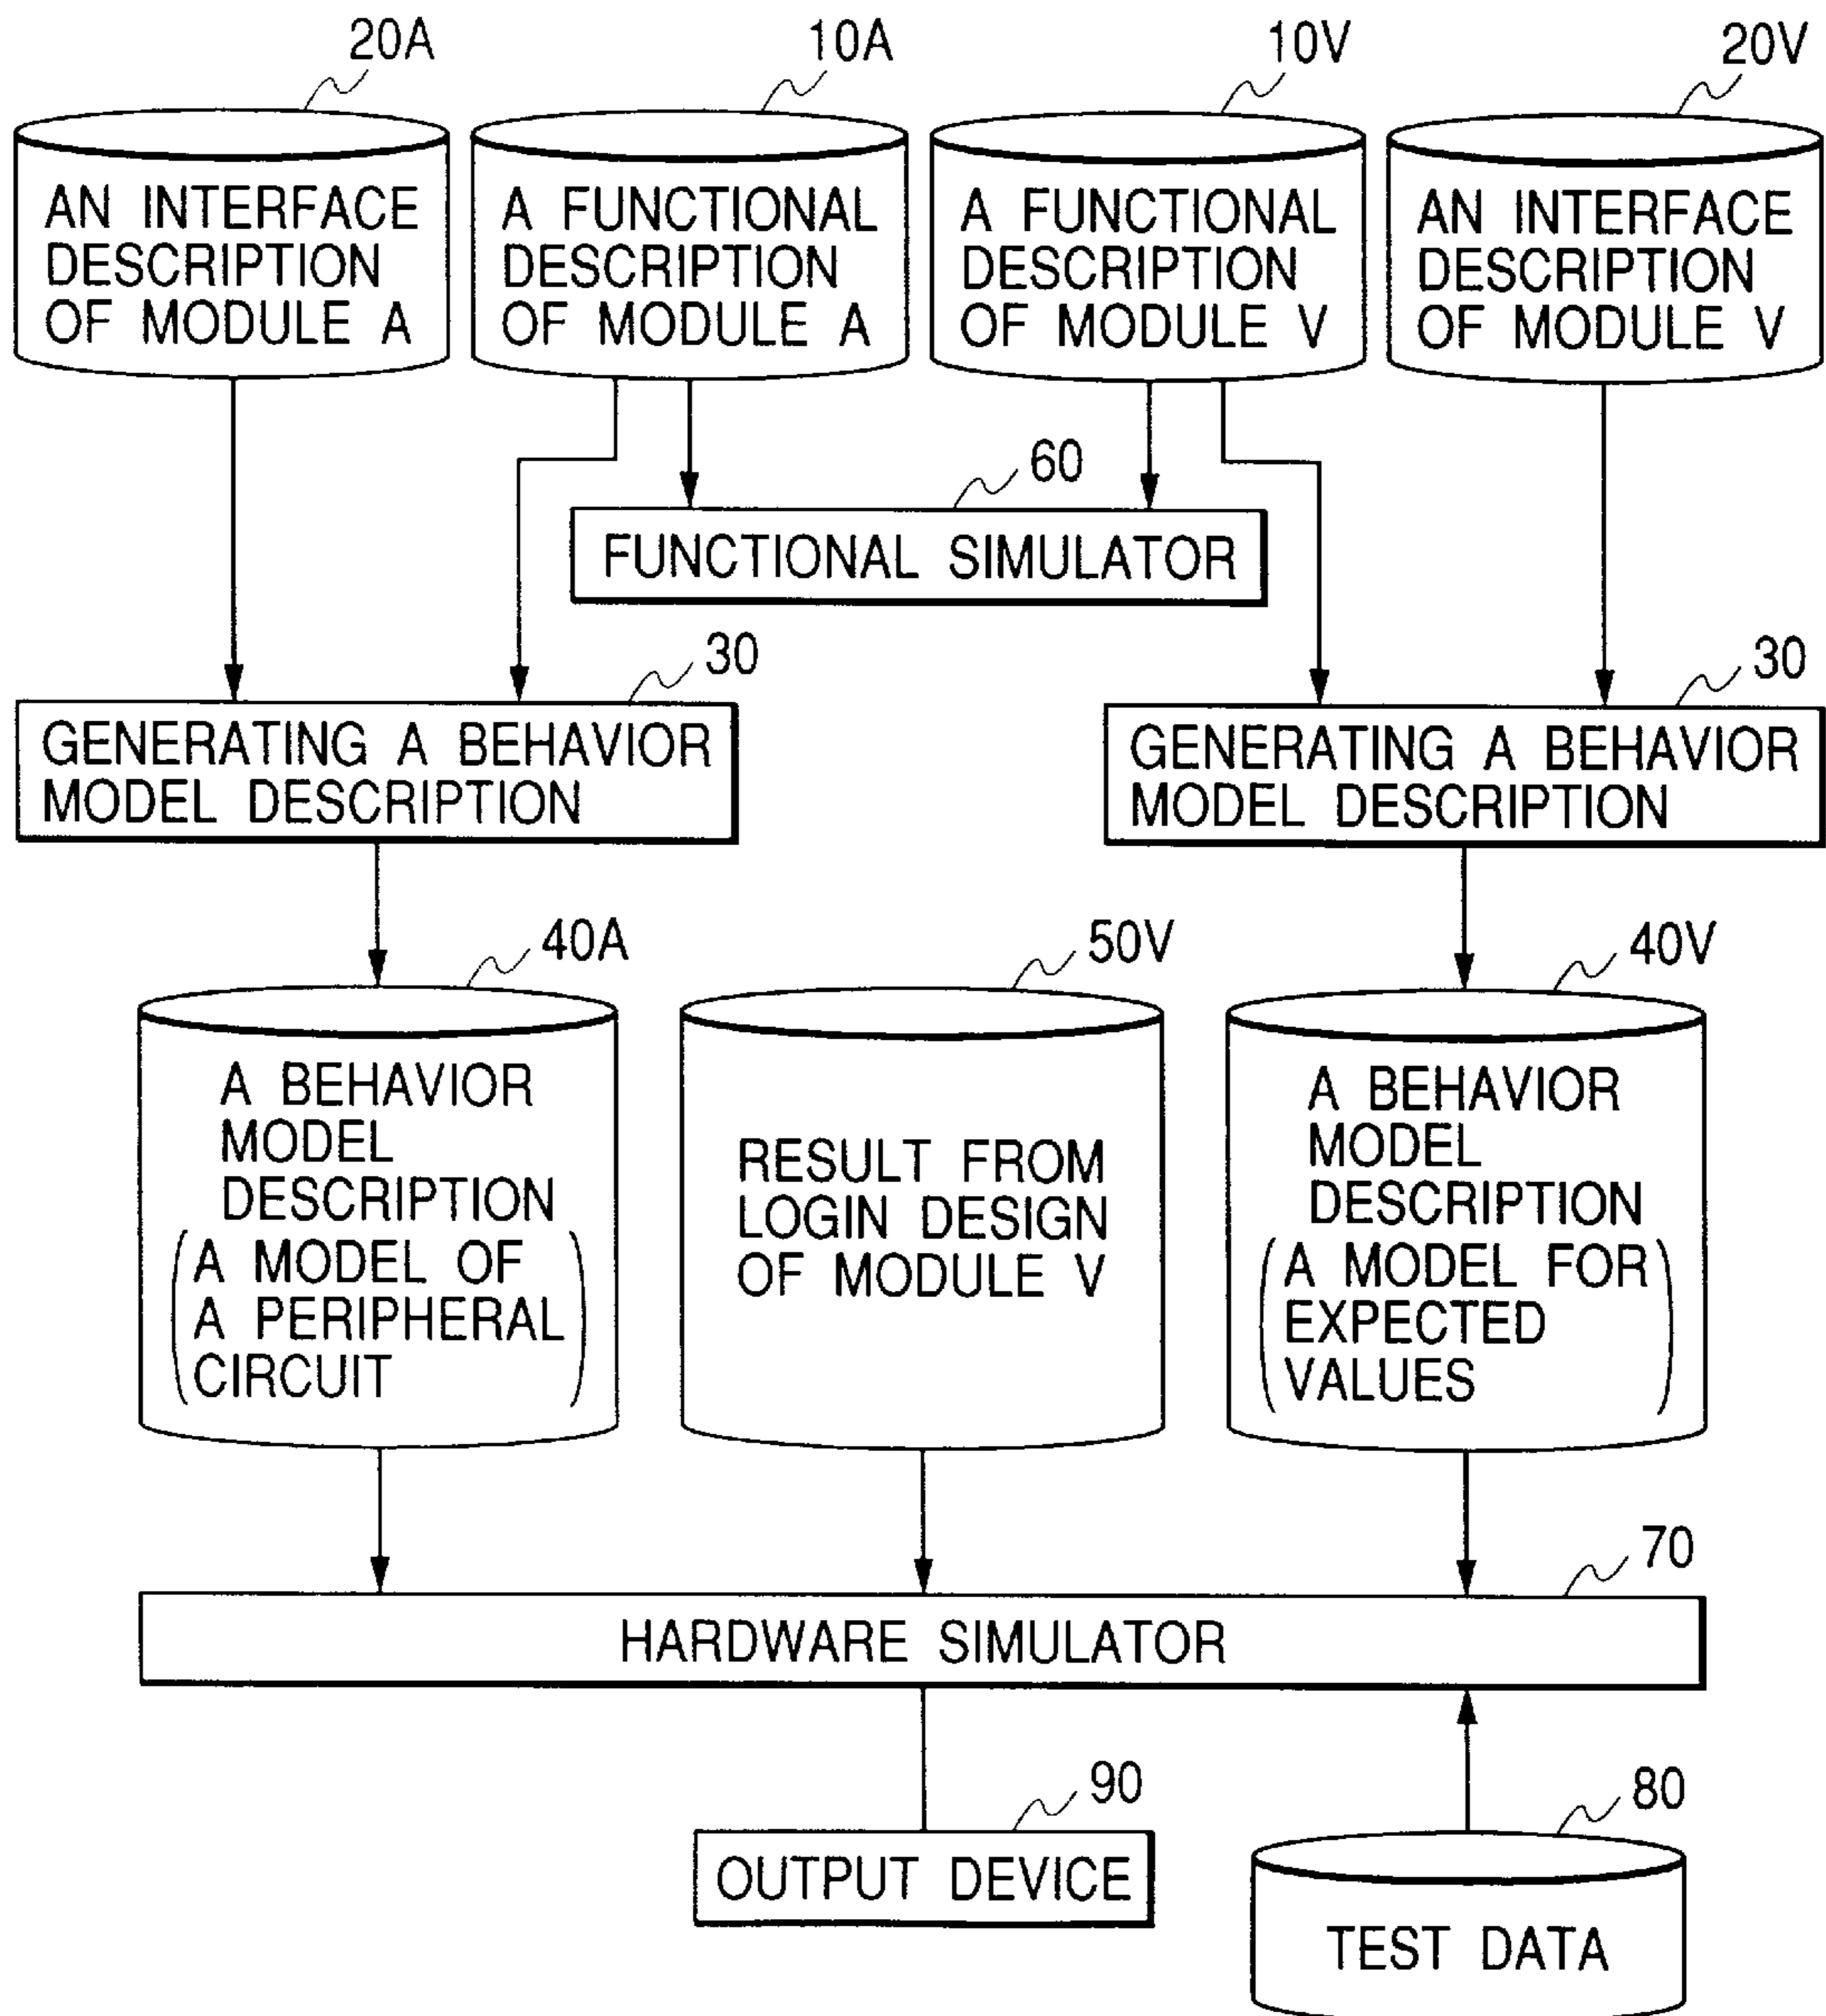 20A
10A
10V
20V
AN INTERFACE
DESCRIPTION
OF MODULE A
A FUNCTIONAL
DESCRIPTION
OF MODULE A
A FUNCTIONAL
DESCRIPTION
OF MODULE V
AN INTERFACE
DESCRIPTION
OF MODULE V
60
FUNCTIONAL SIMULATOR
30
30
GENERATING A BEHAVIOR
MODEL DESCRIPTION
GENERATING A BEHAVIOR
MODEL DESCRIPTION
40A
50V
40V
A BEHAVIOR
MODEL
DESCRIPTION
(A MODEL OF
A PERIPHERAL
CIRCUIT)
RESULT FROM
LOGIN DESIGN
OF MODULE V
A BEHAVIOR
MODEL
DESCRIPTION
(A MODEL FOR
EXPECTED
VALUES)
70
HARDWARE SIMULATOR
90
80
OUTPUT DEVICE
TEST DATA